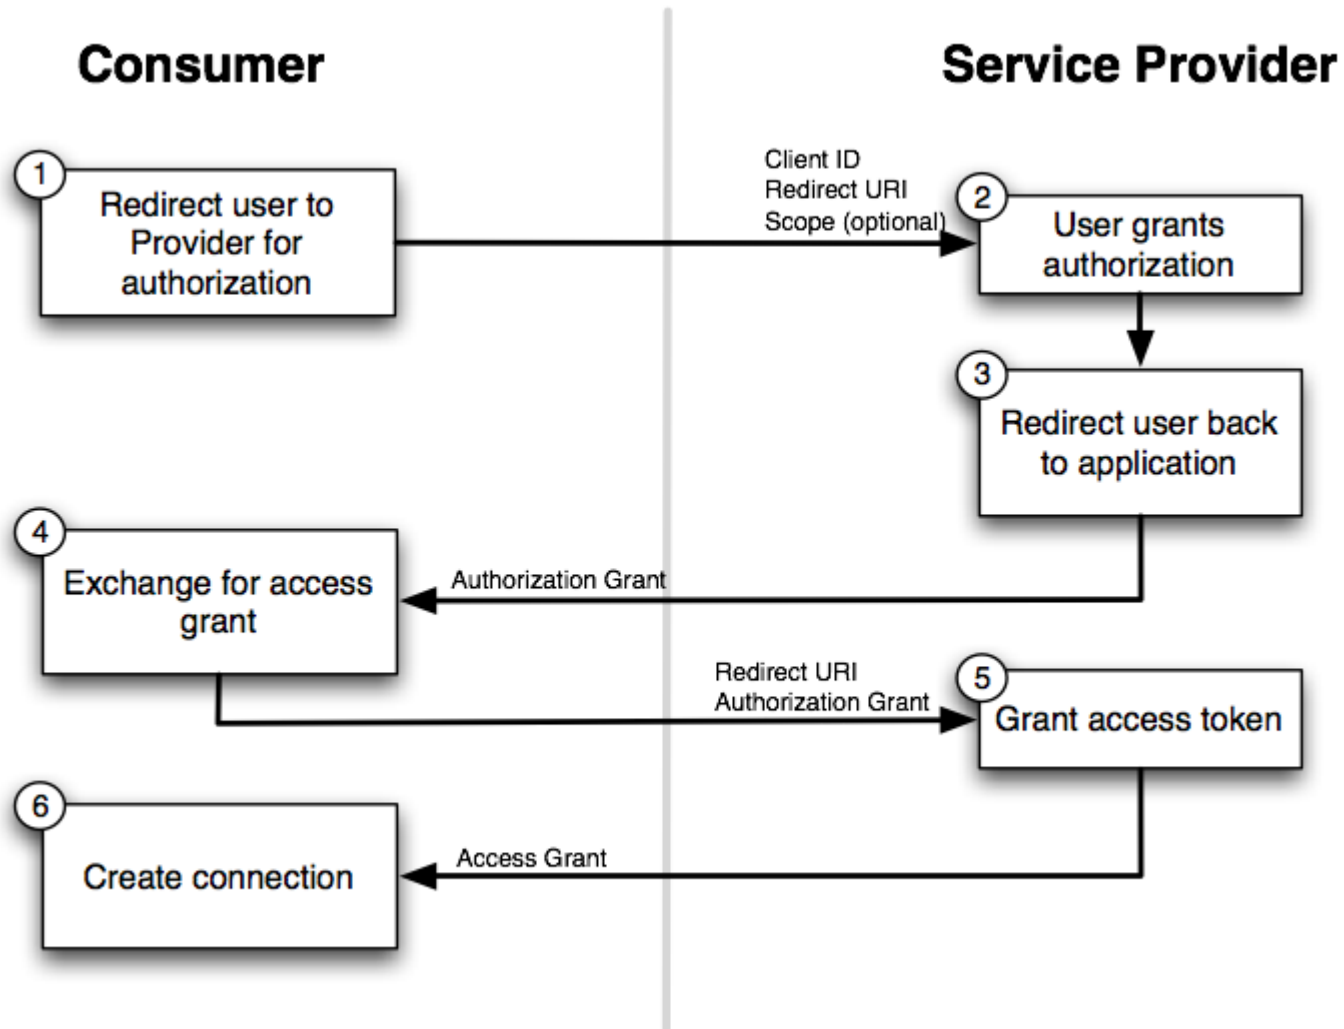 Consumer
Service Provider
1
Redirect user to
Provider for
authorization
Client ID
Redirect URI
Scope (optional)
2
User grants
authorization
3
Redirect user back
to application
4
Exchange for access
grant
Authorization Grant
Redirect URI
Authorization Grant
5
Grant access token
6
Create connection
Access Grant